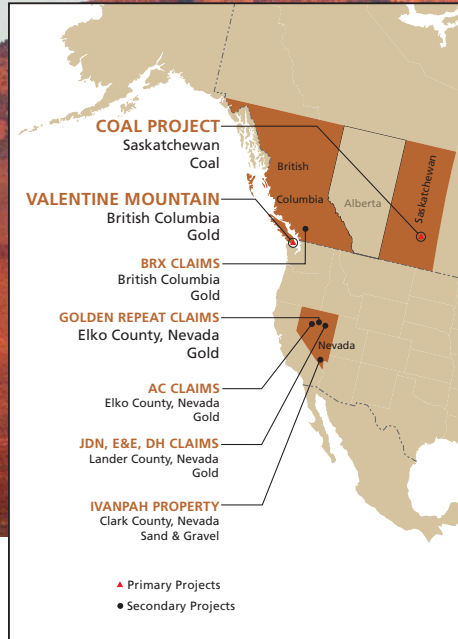 COAL PROJECT
Saskatchewan
Coal
VALENTINE MOUNTAIN
British Columbia
Gold
BRX CLAIMS
British Columbia
Gold
GOLDEN REPEAT CLAIMS
Elko County, Nevada
Gold
AC CLAIMS
Elko County, Nevada
Gold
JDN, E&E, DH CLAIMS
Lander County, Nevada
Gold
IVANPAH PROPERTY
Clark County, Nevada
Sand & Gravel
British
Columbia
Alberta
Saskatchewan
Nevada
Primary Projects
Secondary Projects